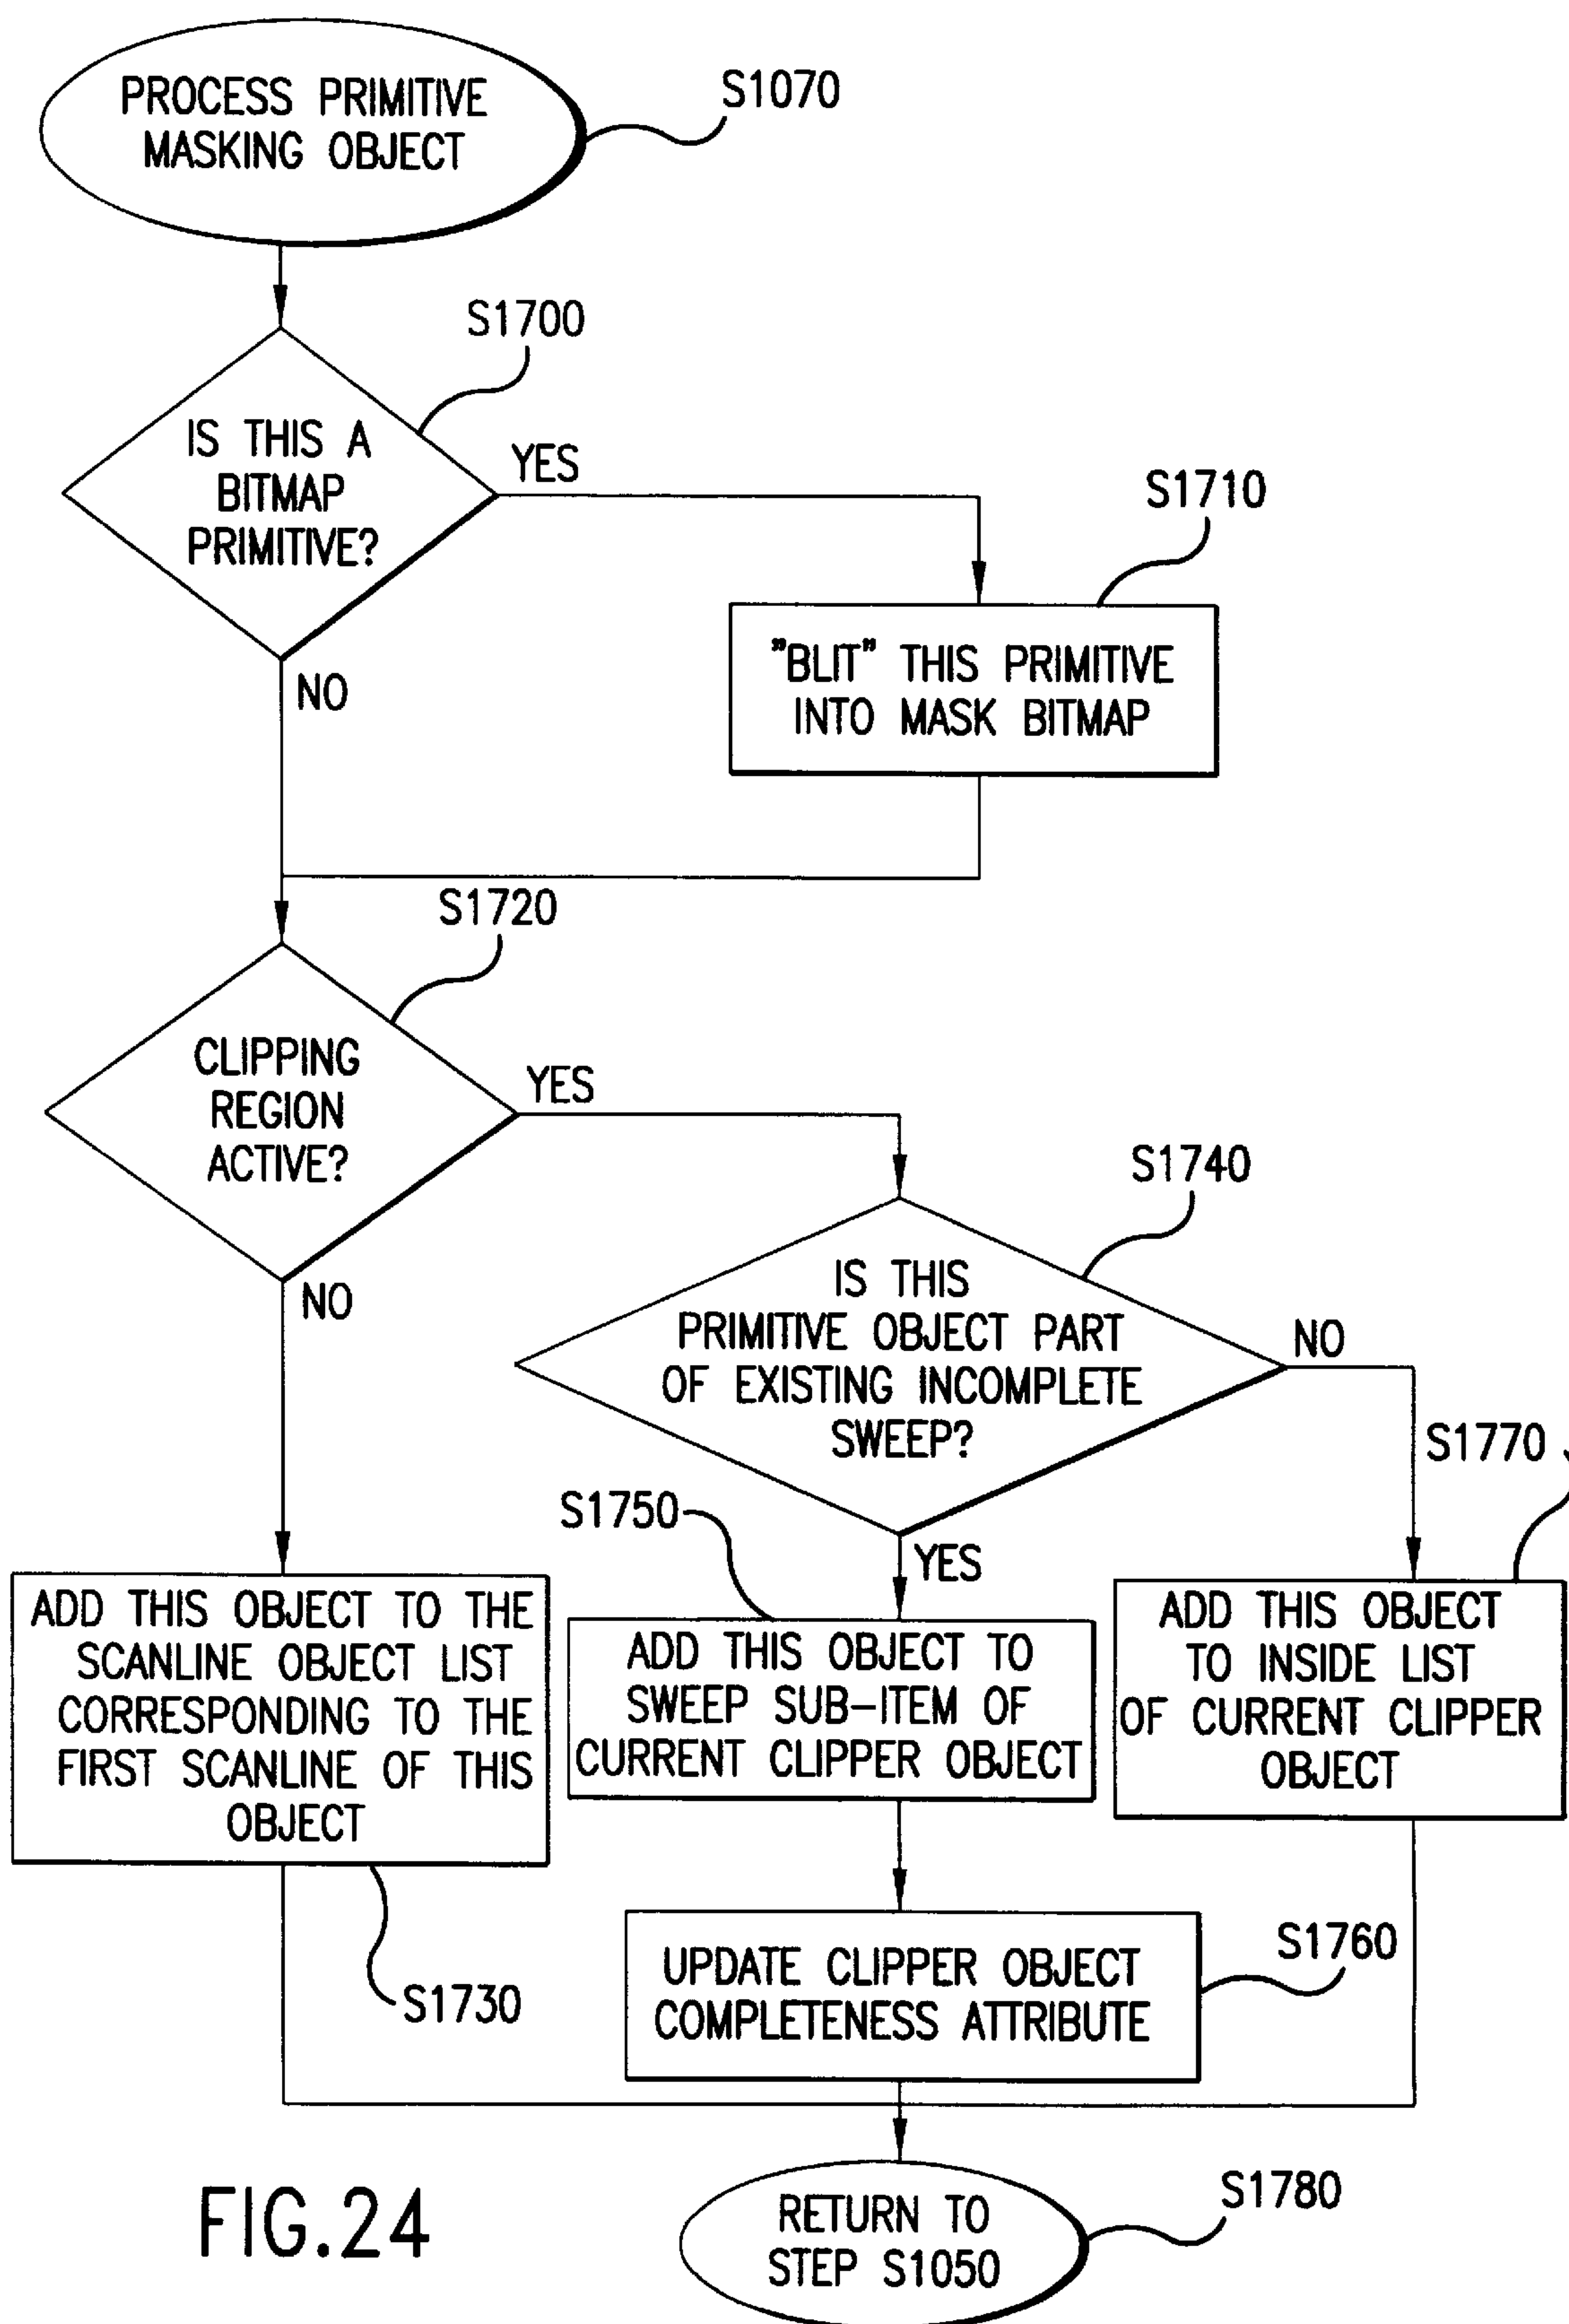 PROCESS PRIMITIVE
MASKING OBJECT
S1070
S1700
IS THIS A
BITMAP
PRIMITIVE?
YES
S1710
NO
"BLIT" THIS PRIMITIVE
INTO MASK BITMAP
S1720
CLIPPING
REGION
ACTIVE?
YES
S1740
NO
IS THIS
PRIMITIVE OBJECT PART
OF EXISTING INCOMPLETE
SWEEP?
NO
S1770
S1750
YES
ADD THIS OBJECT TO THE
SCANLINE OBJECT LIST
CORRESPONDING TO THE
FIRST SCANLINE OF THIS
OBJECT
ADD THIS OBJECT TO
SWEEP SUB-ITEM OF
CURRENT CLIPPER OBJECT
ADD THIS OBJECT
TO INSIDE LIST
OF CURRENT CLIPPER
OBJECT
S1730
UPDATE CLIPPER OBJECT
COMPLETENESS ATTRIBUTE
S1760
FIG.24
RETURN TO
STEP S1050
S1780